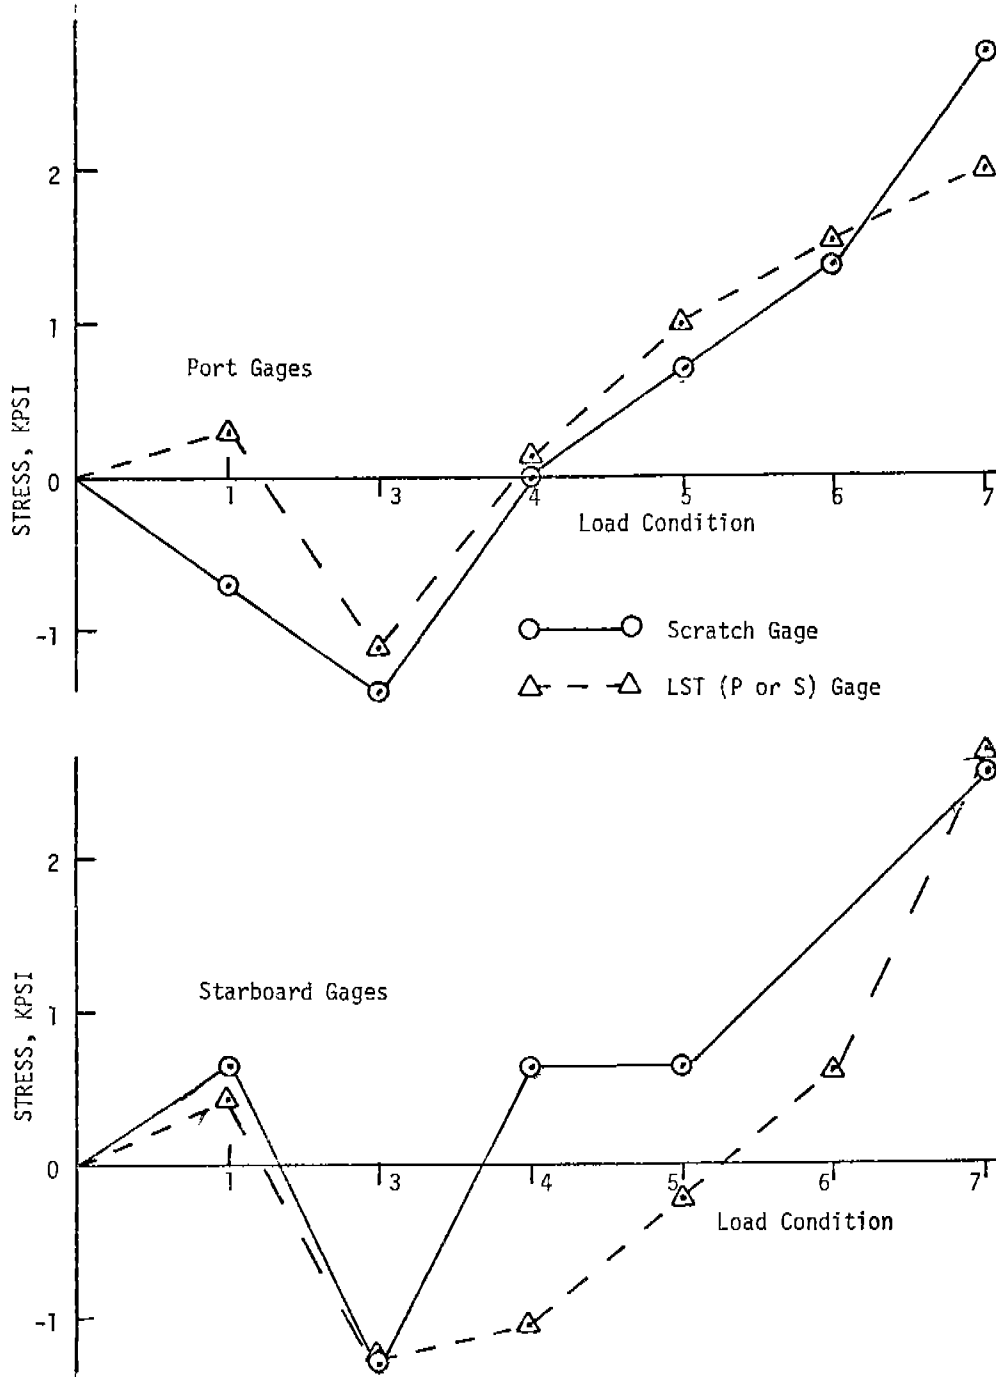 2
1
Port Gages
STRESS, KPSI
0
1
3
4
5
6
7
Load Condition
-1
Scratch Gage
LST (P or S) Gage
2
1
Starboard Gages
STRESS, KPSI
0
1
3
4
5
6
7
Load Condition
-1